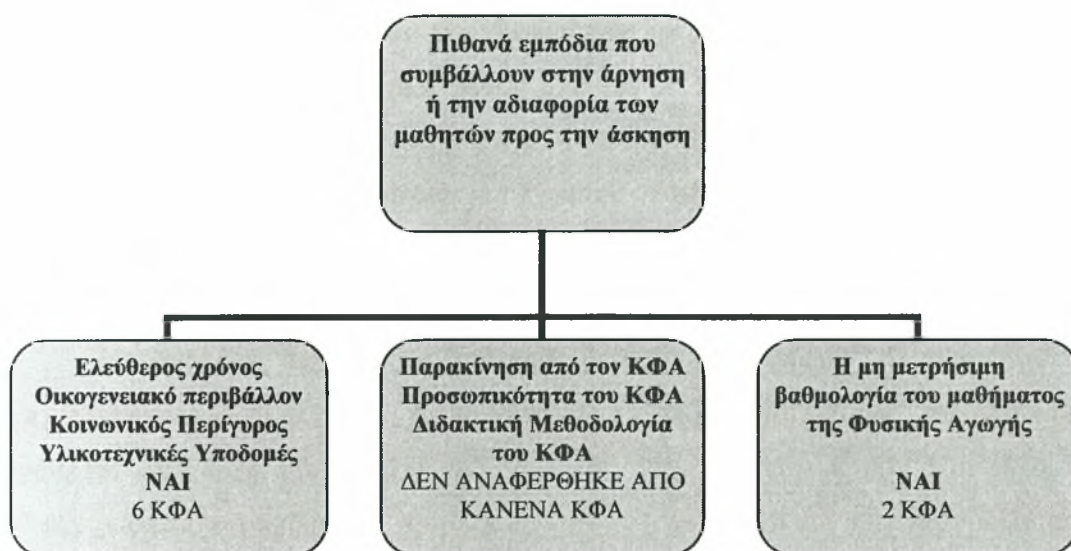 Πιθανά εμπόδια που
συμβάλλουν στην άρνηση
ή την αδιαφορία των
μαθητών προς την άσκηση
Ελεύθερος χρόνος
Οικογενειακό περιβάλλον
Κοινωνικός Περίγυρος
Υλικοτεχνικές Υποδομές
ΝΑΙ
6 ΚΦΑ
Παρακίνηση από τον ΚΦΑ
Προσωπικότητα του ΚΦΑ
Διδακτική Μεθοδολογία
του ΚΦΑ
ΔΕΝ ΑΝΑΦΕΡΘΗΚΕ ΑΠΟ
ΚΑΝΕΝΑ ΚΦΑ
Η μη μετρήσιμη
βαθμολογία του μαθήματος
της Φυσικής Αγωγής
ΝΑΙ
2 ΚΦΑ